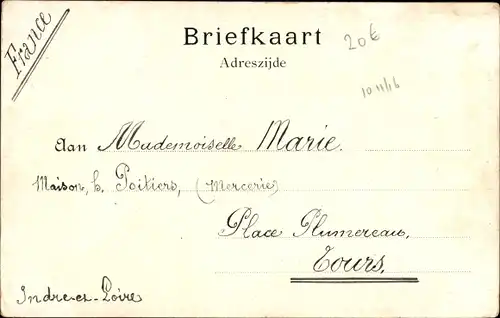 France
Briefkaart
20€
Adreszijde
10 11/16
Aan Mademoiselle Marie.
Maison, h. Poitiers, (Mercerie)
Place Plumereau,
Tours.
Indre-et-Loire